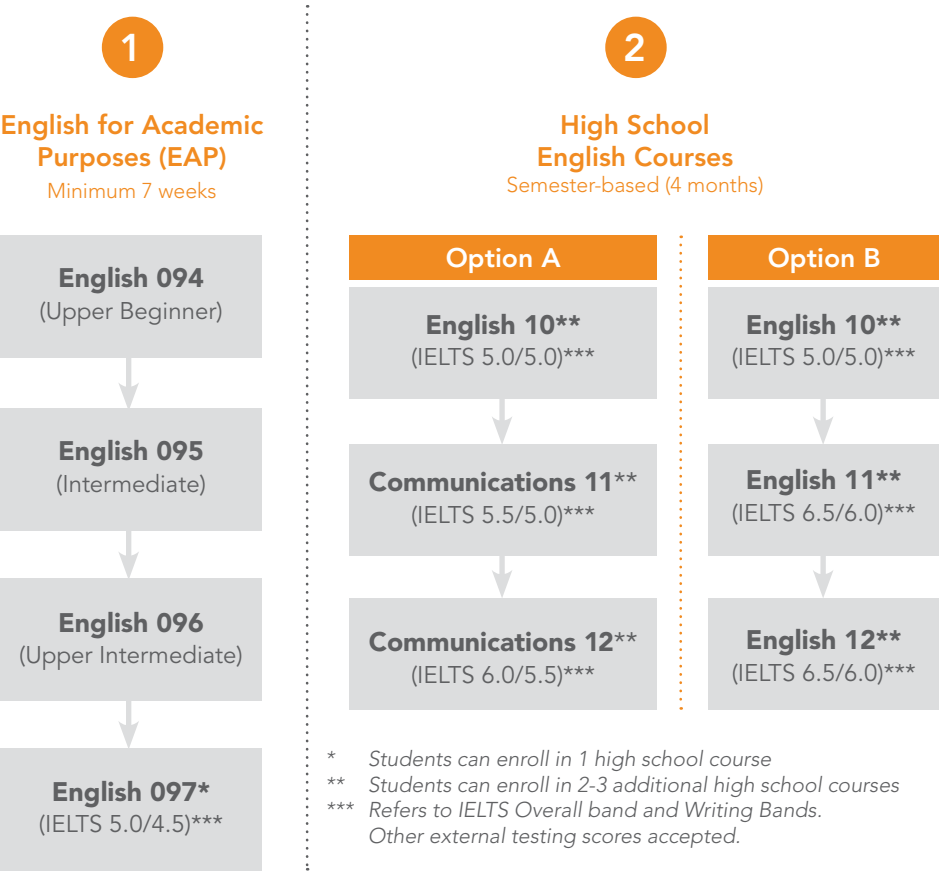 1
English for Academic
Purposes (EAP)
Minimum 7 weeks
English 094
(Upper Beginner)
English 095
(Intermediate)
English 096
(Upper Intermediate)
English 097*
(IELTS 5.0/4.5)***
2
High School
English Courses
Semester-based (4 months)
Option A
English 10**
(IELTS 5.0/5.0)***
Communications 11**
(IELTS 5.5/5.0)***
Communications 12**
(IELTS 6.0/5.5)***
Option B
English 10**
(IELTS 5.0/5.0)***
English 11**
(IELTS 6.5/6.0)***
English 12**
(IELTS 6.5/6.0)***
* Students can enroll in 1 high school course
** Students can enroll in 2-3 additional high school courses
*** Refers to IELTS Overall band and Writing Bands.
Other external testing scores accepted.